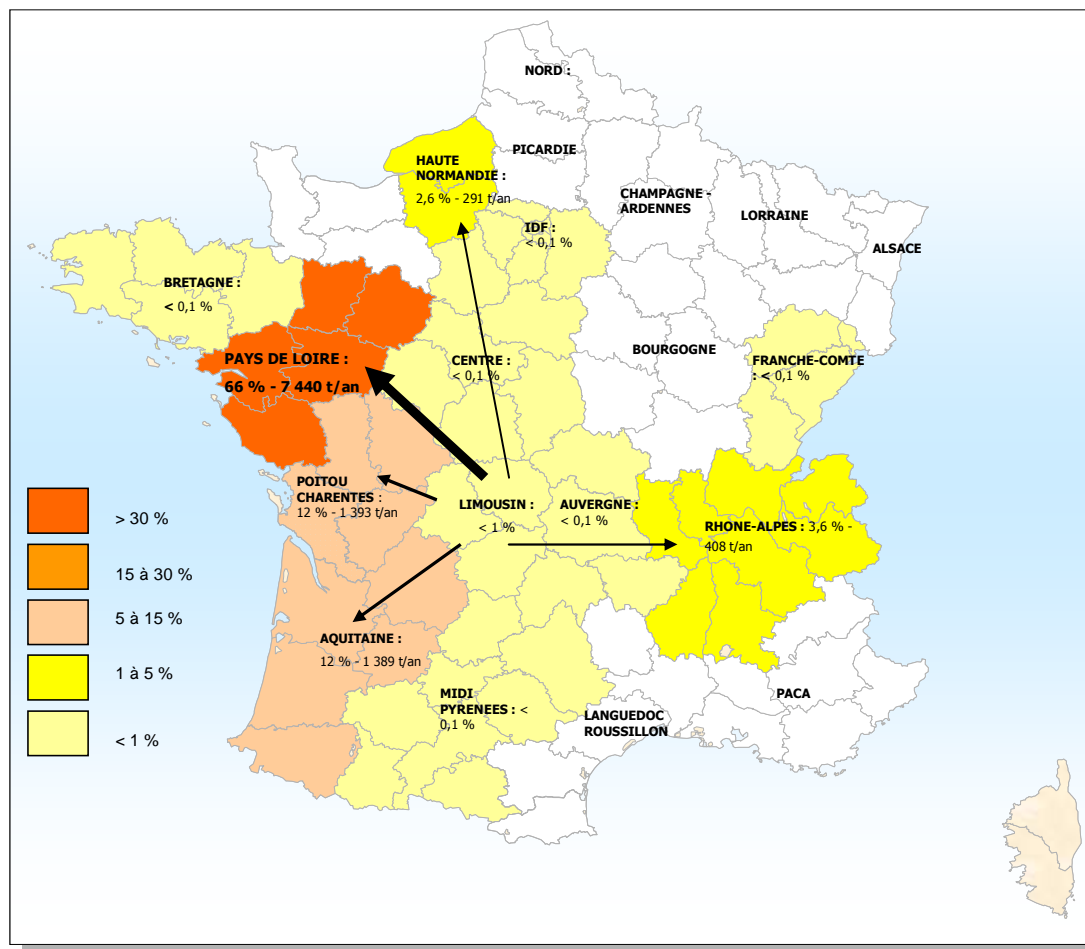 NORD :
PICARDIE
HAUTE
NORMANDIE :
2,6 % - 291 t/an
CHAMPAGNE -
ARDENNES
LORRAINE
ALSACE
IDF :
< 0,1 %
BRETAGNE :
< 0,1 %
PAYS DE LOIRE :
66 % - 7 440 t/an
CENTRE :
< 0,1 %
BOURGOGNE
FRANCHE-COMTE
: < 0,1 %
POITOU
CHARENTES :
12 % - 1 393 t/an
LIMOUSIN :
< 1 %
AUVERGNE :
< 0,1 %
RHONE-ALPES : 3,6 % -
408 t/an
AQUITAINE :
12 % - 1 389 t/an
MIDI
PYRENEES : <
0,1 %
LANGUEDOC
ROUSSILLON
PACA
> 30 %
15 à 30 %
5 à 15 %
1 à 5 %
< 1 %